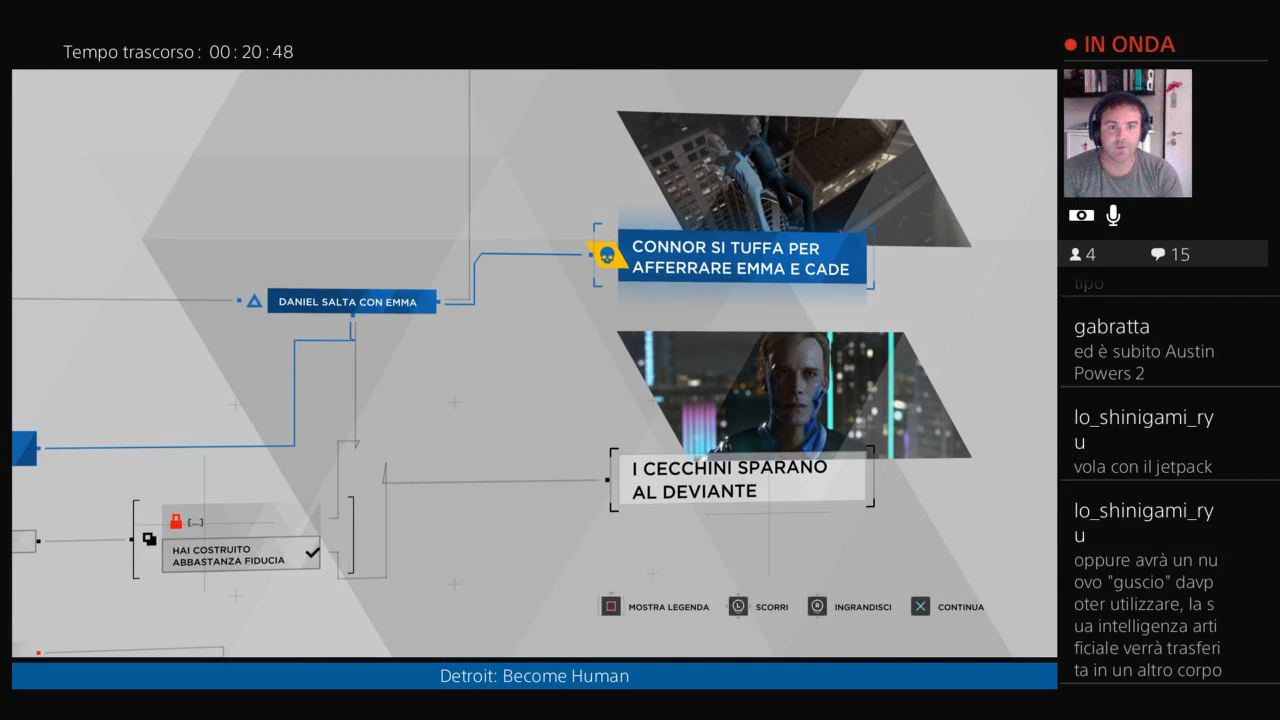 Tempo trascorso: 00:20:48
IN ONDA
4
15
tipo
gabratta
ed è subito Austin
Powers 2
lo_shinigami_ry
u
vola con il jetpack
lo_shinigami_ry
u
oppure avrà un nu
ovo "guscio" davp
oter utilizzare, la s
ua intelligenza arti
ficiale verrà trasferi
ta in un altro corpo
CONNOR SI TUFFA PER
AFFERRARE EMMA E CADE
DANIEL SALTA CON EMMA
I CECCHINI SPARANO
AL DEVIANTE
[...]
HAI COSTRUITO
ABBASTANZA FIDUCIA
MOSTRA LEGENDA
L
SCORRI
R
INGRANDISCI
CONTINUA
Detroit: Become Human